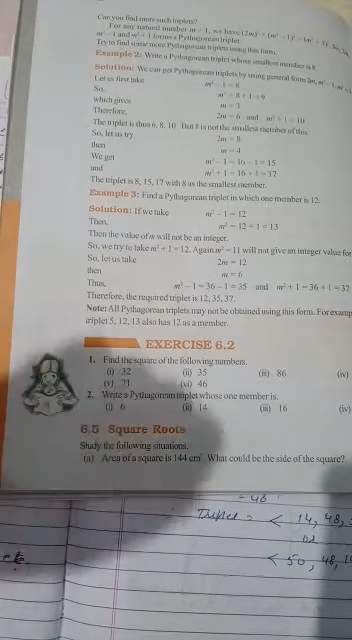 Can you find more such triplets?
For any natural number m > 1, we have (2m)² + (m² – 1)² = (m² + 1)². So, 2m,
m² – 1 and m² + 1 forms a Pythagorean triplet.
Try to find some more Pythagorean triplets using this form.
Example 2: Write a Pythagorean triplet whose smallest member is 8.
Solution: We can get Pythagorean triplets by using general form 2m, m² – 1, m² + 1
Let us first take m² – 1 = 8
So, m² = 8 + 1 = 9
which gives m = 3
Therefore, 2m = 6 and m² + 1 = 10
The triplet is thus 6, 8, 10. But 8 is not the smallest member of this.
So, let us try 2m = 8
then m = 4
We get m² – 1 = 16 – 1 = 15
and m² + 1 = 16 + 1 = 17
The triplet is 8, 15, 17 with 8 as the smallest member.
Example 3: Find a Pythagorean triplet in which one member is 12.
Solution: If we take m² – 1 = 12
Then, m² = 12 + 1 = 13
Then the value of m will not be an integer.
So, we try to take m² + 1 = 12. Again m² = 11 will not give an integer value for
So, let us take 2m = 12
then m = 6
Thus, m² – 1 = 36 – 1 = 35 and m² + 1 = 36 + 1 = 37
Therefore, the required triplet is 12, 35, 37.
Note: All Pythagorean triplets may not be obtained using this form. For examp
triplet 5, 12, 13 also has 12 as a member.
EXERCISE 6.2
1. Find the square of the following numbers.
(i) 32 (ii) 35 (iii) 86 (iv)
(v) 71 (vi) 46
2. Write a Pythagorean triplet whose one member is.
(i) 6 (ii) 14 (iii) 16 (iv)
6.5 Square Roots
Study the following situations.
(a) Area of a square is 144 cm². What could be the side of the square?
Triplet = < 14, 48,
or
< 50, 48, 1